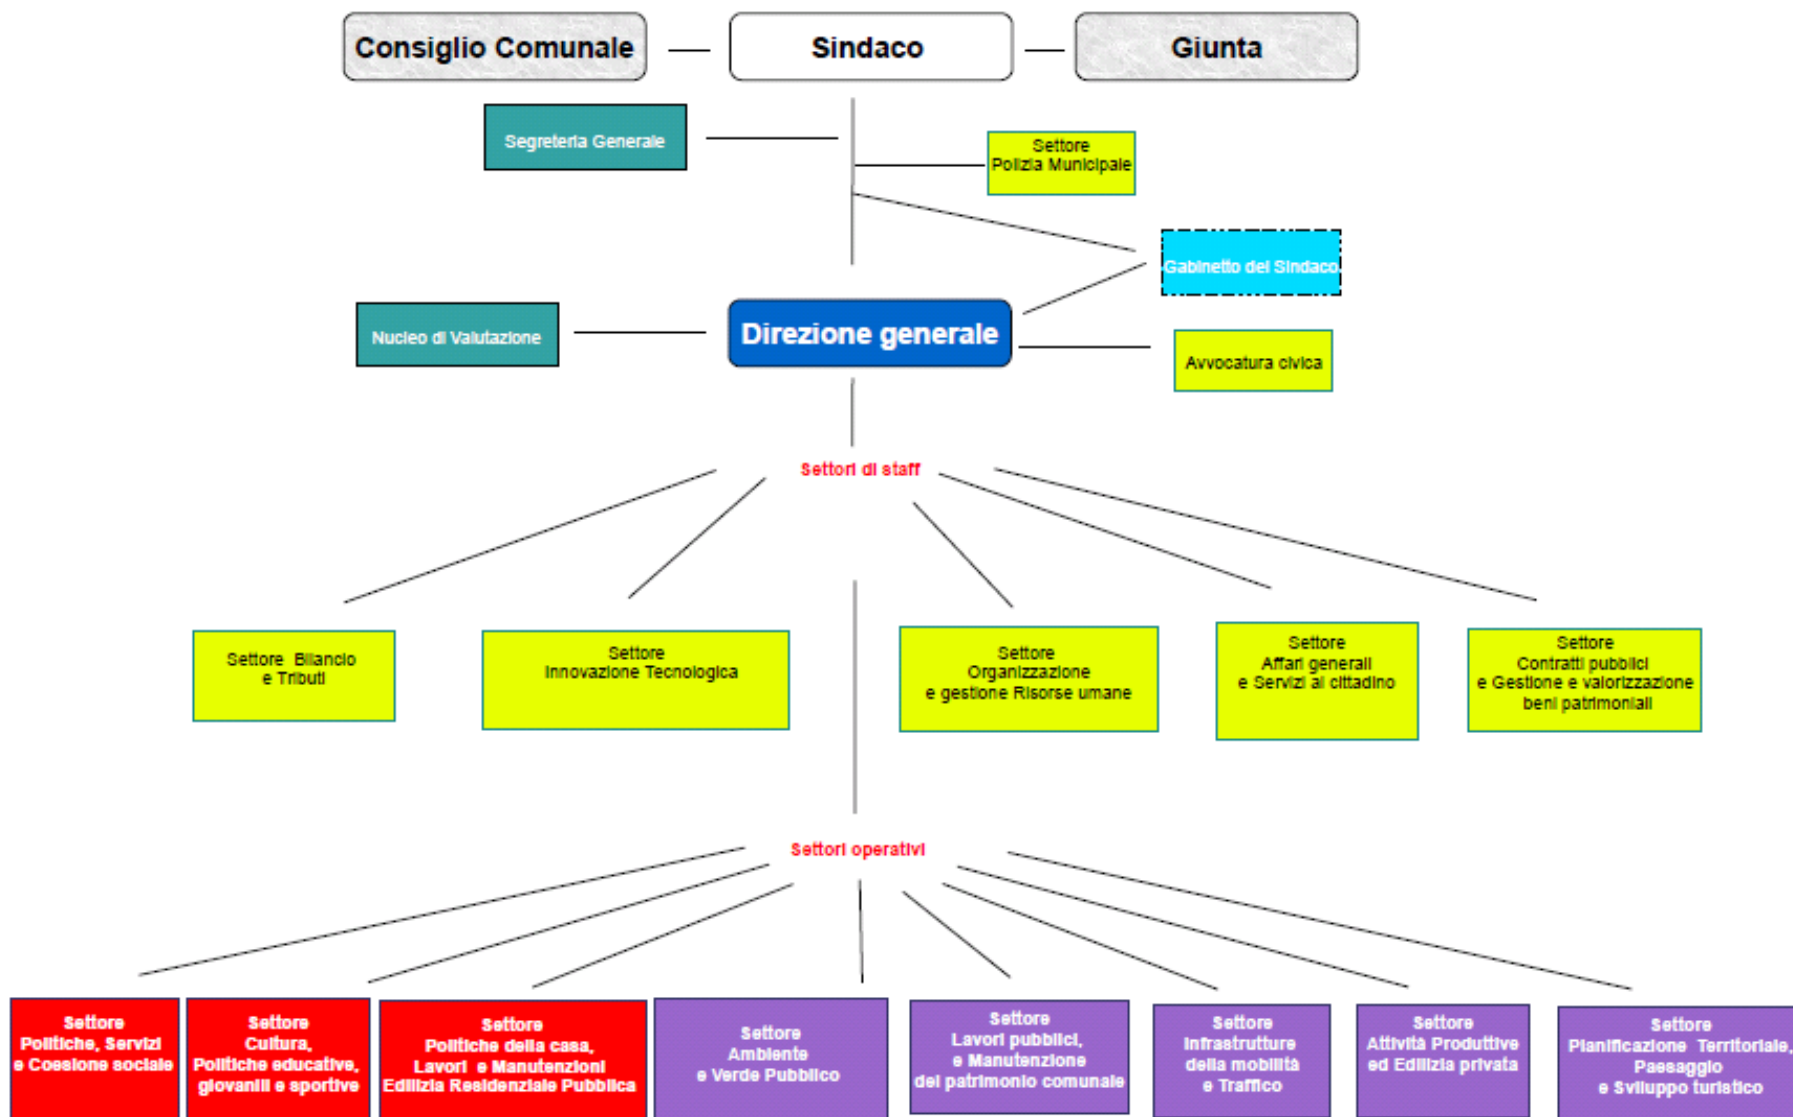 Consiglio Comunale
Sindaco
Giunta
Segreteria Generale
Settore
Polizia Municipale
Gabinetto del Sindaco
Nucleo di Valutazione
Direzione generale
Avvocatura civica
Settori di staff
Settore Bilancio
e Tributi
Settore
Innovazione Tecnologica
Settore
Organizzazione
e gestione Risorse umane
Settore
Affari generali
e Servizi al cittadino
Settore
Contratti pubblici
e Gestione e valorizzazione
beni patrimoniali
Settori operativi
Settore
Politiche, Servizi
e Coesione sociale
Settore
Cultura,
Politiche educative,
giovanili e sportive
Settore
Politiche della casa,
Lavori e Manutenzioni
Edilizia Residenziale Pubblica
Settore
Ambiente
e Verde Pubblico
Settore
Lavori pubblici,
e Manutenzione
del patrimonio comunale
Settore
Infrastrutture
della mobilità
e Traffico
Settore
Attività Produttive
ed Edilizia privata
Settore
Planificazione Territoriale,
Paesaggio
e Sviluppo turistico